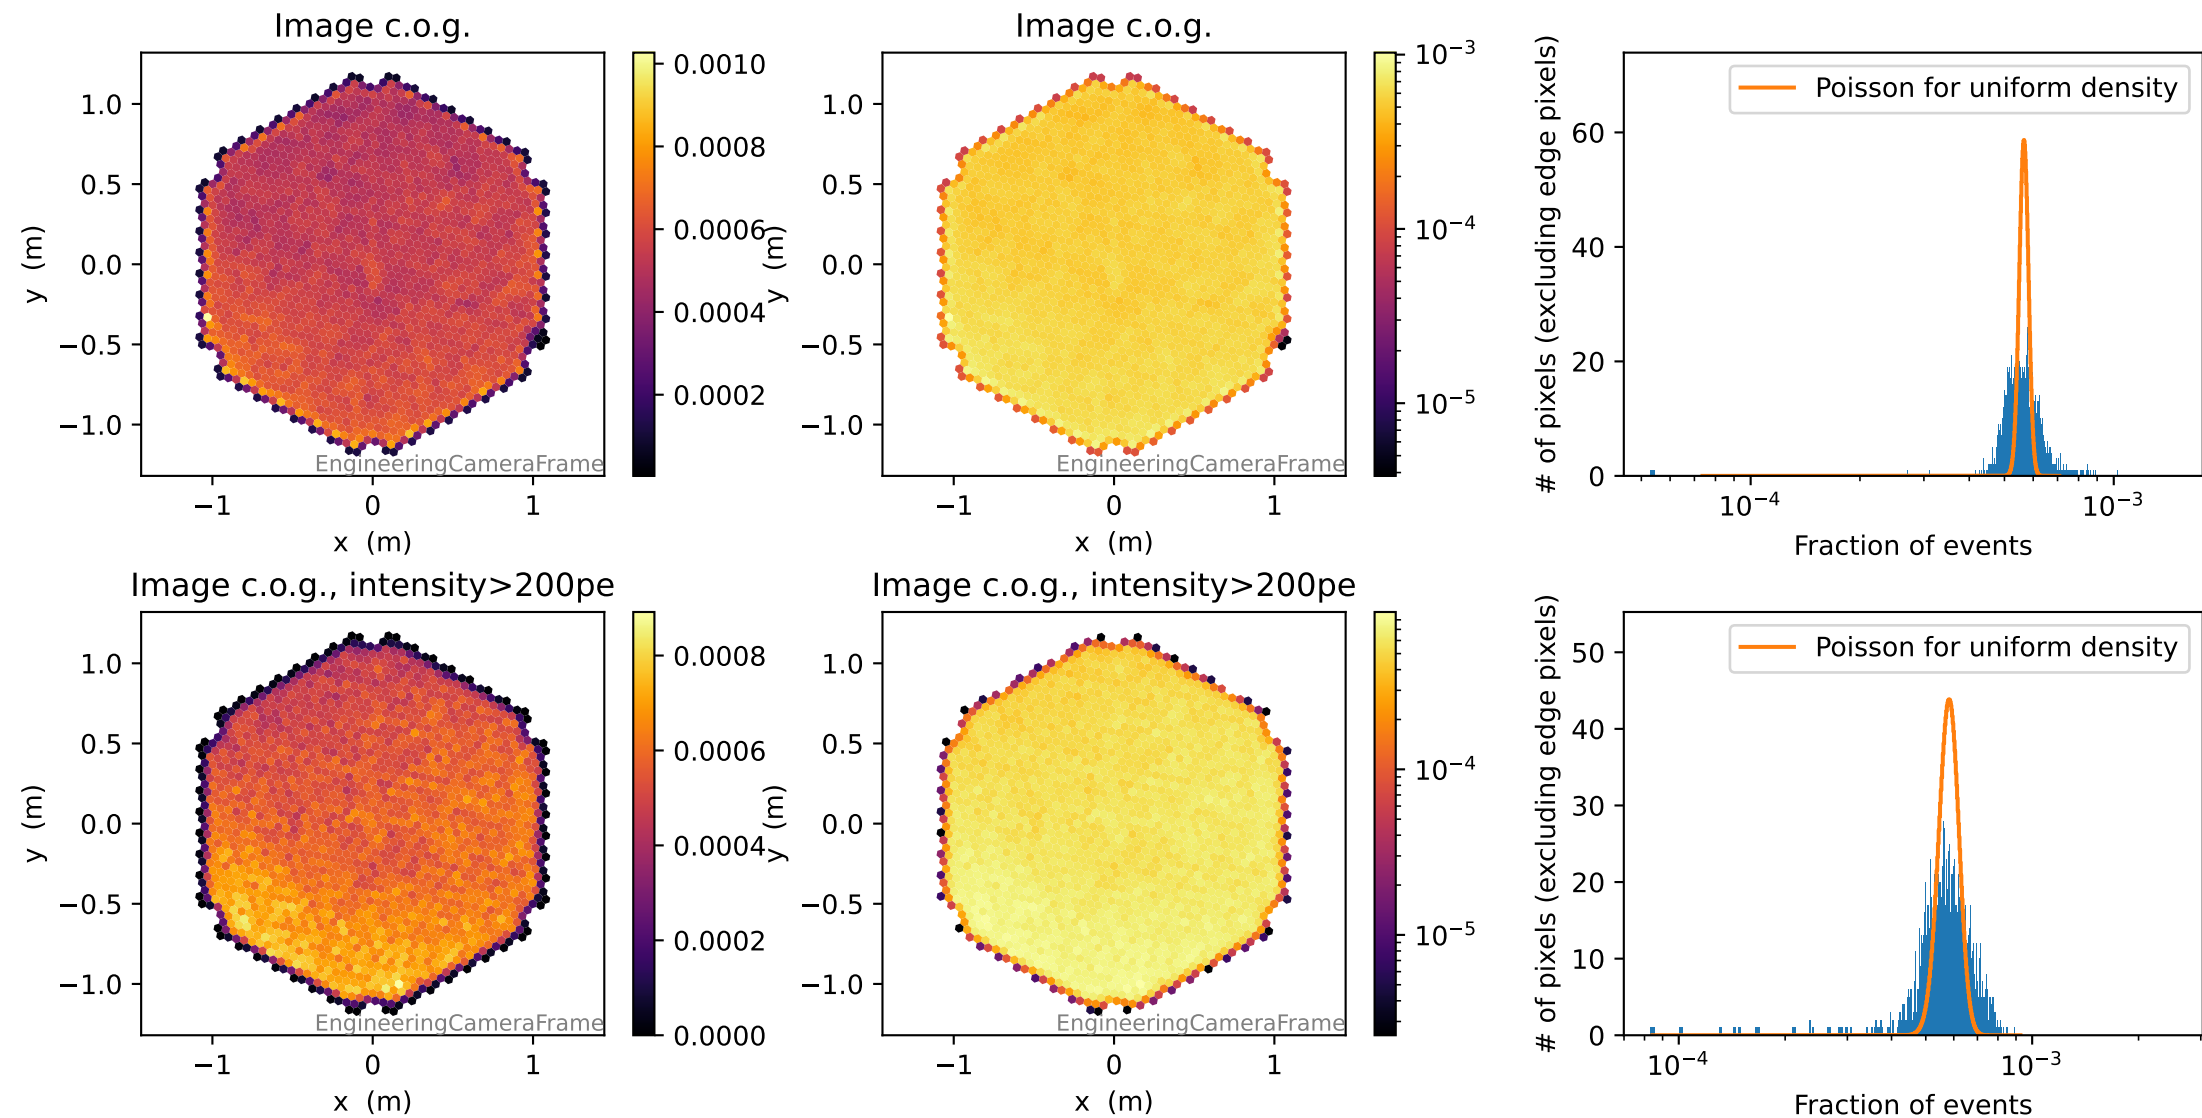 Image c.o.g.
1.0
0.5
0.0
−0.5
−1.0
y (m)
−1
0
1
x (m)
EngineeringCameraFrame
0.0010
0.0008
0.0006
0.0004
0.0002
Image c.o.g.
1.0
0.5
0.0
−0.5
−1.0
y (m)
−1
0
1
x (m)
EngineeringCameraFrame
10⁻³
10⁻⁴
10⁻⁵
Poisson for uniform density
# of pixels (excluding edge pixels)
60
40
20
0
10⁻⁴
10⁻³
Fraction of events
Image c.o.g., intensity>200pe
1.0
0.5
0.0
−0.5
−1.0
y (m)
−1
0
1
x (m)
EngineeringCameraFrame
0.0008
0.0006
0.0004
0.0002
0.0000
Image c.o.g., intensity>200pe
1.0
0.5
0.0
−0.5
−1.0
y (m)
−1
0
1
x (m)
EngineeringCameraFrame
10⁻⁴
10⁻⁵
Poisson for uniform density
# of pixels (excluding edge pixels)
50
40
30
20
10
0
10⁻⁴
10⁻³
Fraction of events